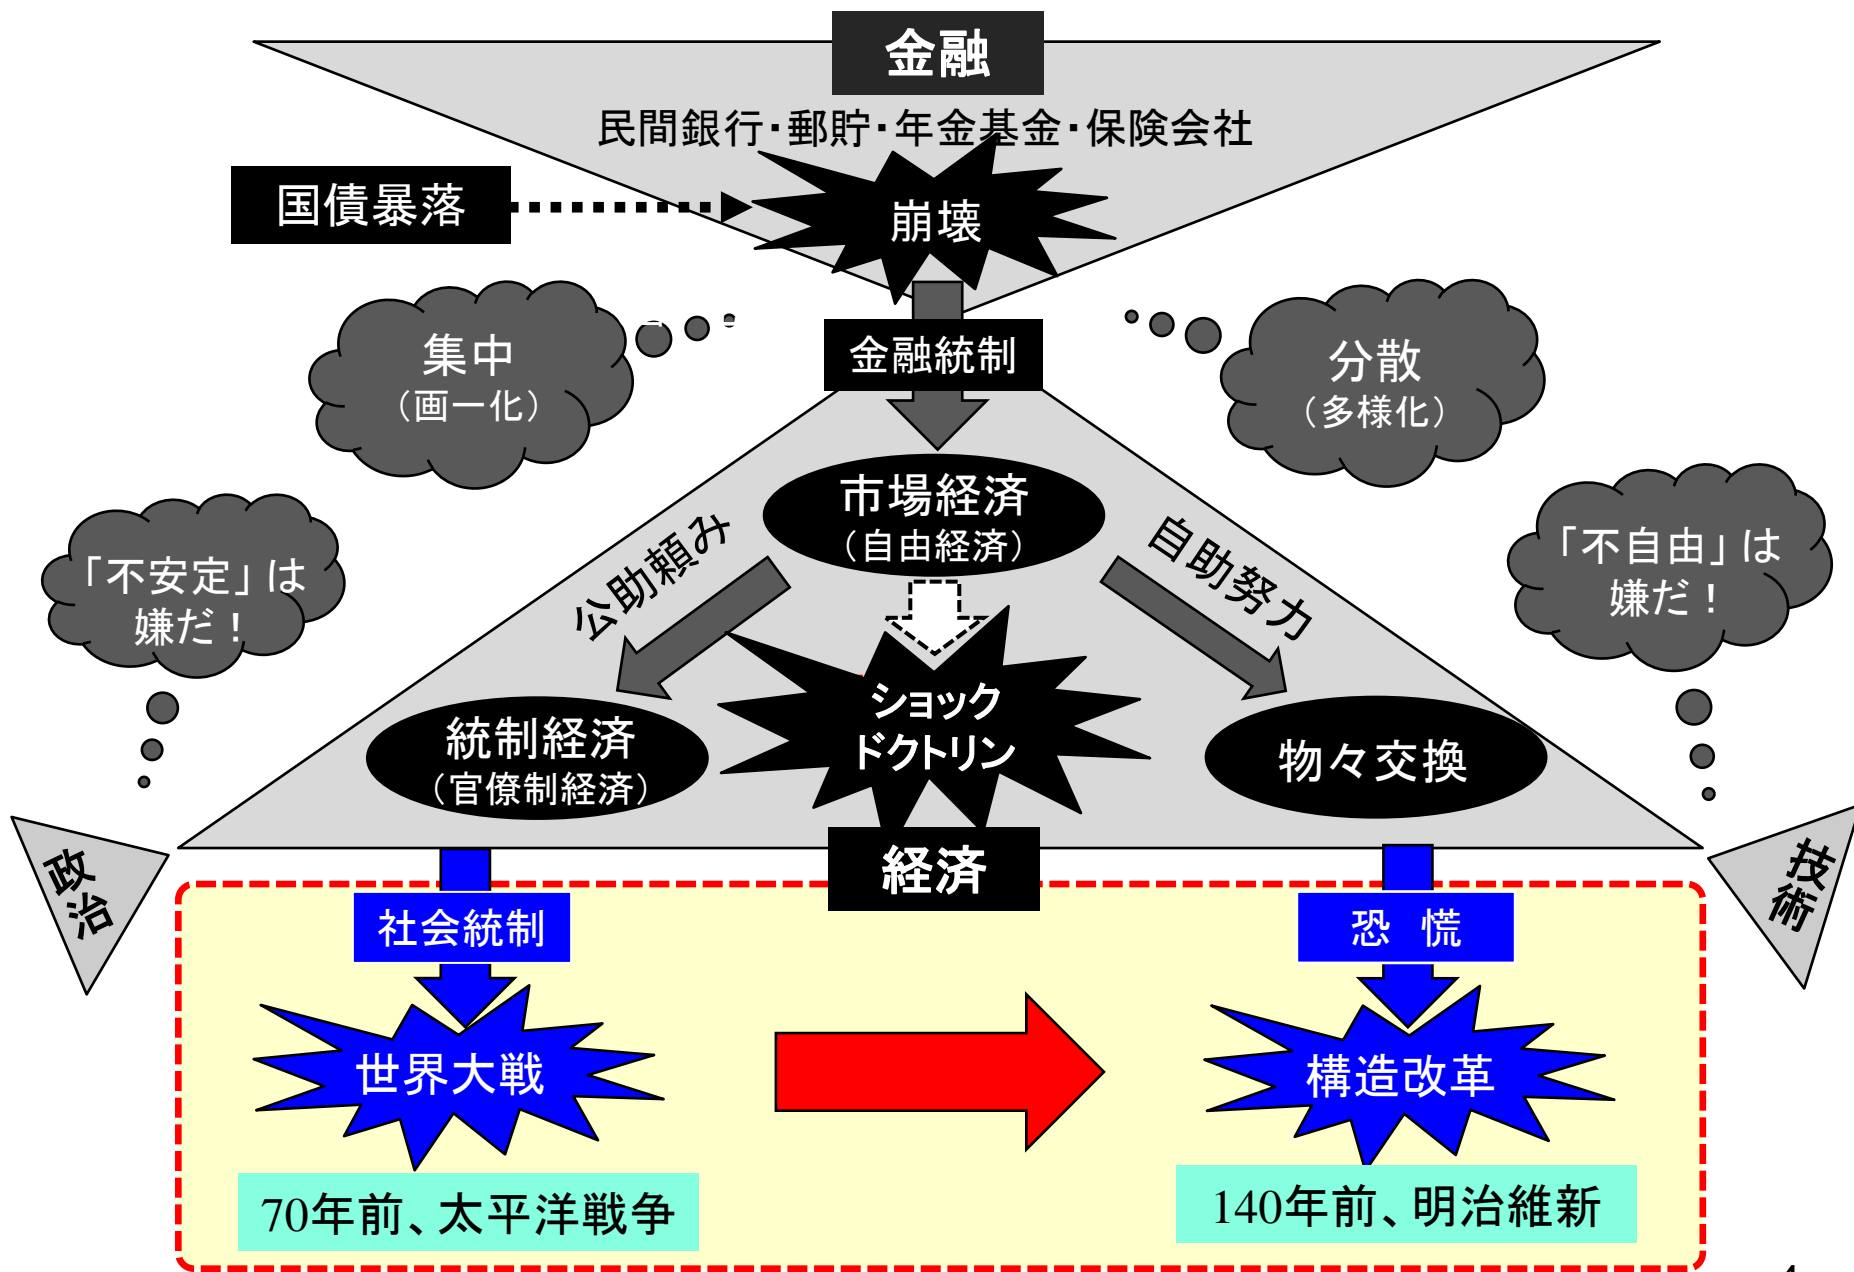 金融
民間銀行・郵貯・年金基金・保険会社
国債暴落
崩壊
集中
（画一化）
金融統制
分散
（多様化）
市場経済
（自由経済）
公助頼み
自助努力
「不安定」は
嫌だ！
「不自由」は
嫌だ！
ショック
ドクトリン
統制経済
（官僚制経済）
物々交換
経済
政治
技術
社会統制
恐　慌
世界大戦
構造改革
70年前、太平洋戦争
140年前、明治維新